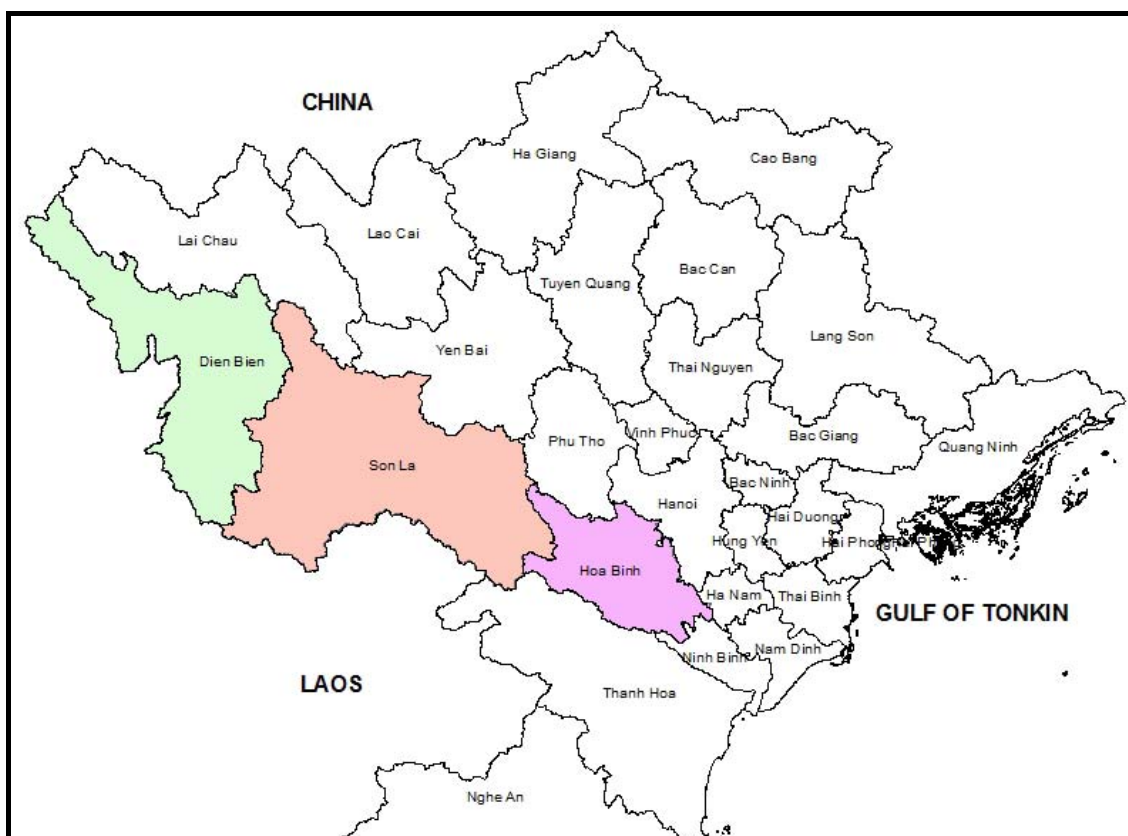 CHINA
Ha Giang
Cao Bang
Lai Chau
Lao Cai
Bac Can
Tuyen Quang
Lang Son
Yen Bai
Dien Bien
Thai Nguyen
Vinh Phuc
Bac Giang
Phu Tho
Quang Ninh
Son La
Bac Ninh
Hanoi
Hai Duong
Hung Yen
Hai Phong
Hoa Binh
Ha Nam
Thai Binh
GULF OF TONKIN
Nam Dinh
Ninh Binh
LAOS
Thanh Hoa
Nghe An